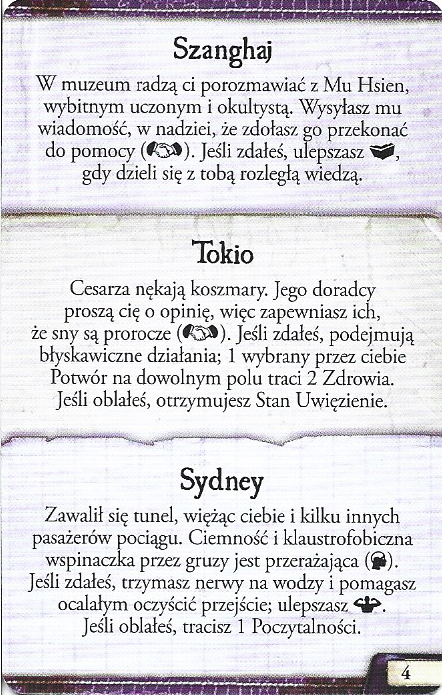 Szanghaj
W muzeum radzą ci porozmawiać z Mu Hsien,
wybitnym uczonym i okultystą. Wysyłasz mu
wiadomość, w nadziei, że zdołasz go przekonać
do pomocy (). Jeśli zdałeś, ulepszasz ,
gdy dzieli się z tobą rozległą wiedzą.
Tokio
Cesarza nękają koszmary. Jego doradcy
proszą cię o opinię, więc zapewniasz ich,
że sny są prorocze (). Jeśli zdałeś, podejmują
błyskawiczne działania; 1 wybrany przez ciebie
Potwór na dowolnym polu traci 2 Zdrowia.
Jeśli oblałeś, otrzymujesz Stan Uwięzienie.
Sydney
Zawalił się tunel, więżąc ciebie i kilku innych
pasażerów pociągu. Ciemność i klaustrofobiczna
wspinaczka przez gruzy jest przerażająca ().
Jeśli zdałeś, trzymasz nerwy na wodzy i pomagasz
ocalałym oczyścić przejście; ulepszasz .
Jeśli oblałeś, tracisz 1 Poczytalności.
4